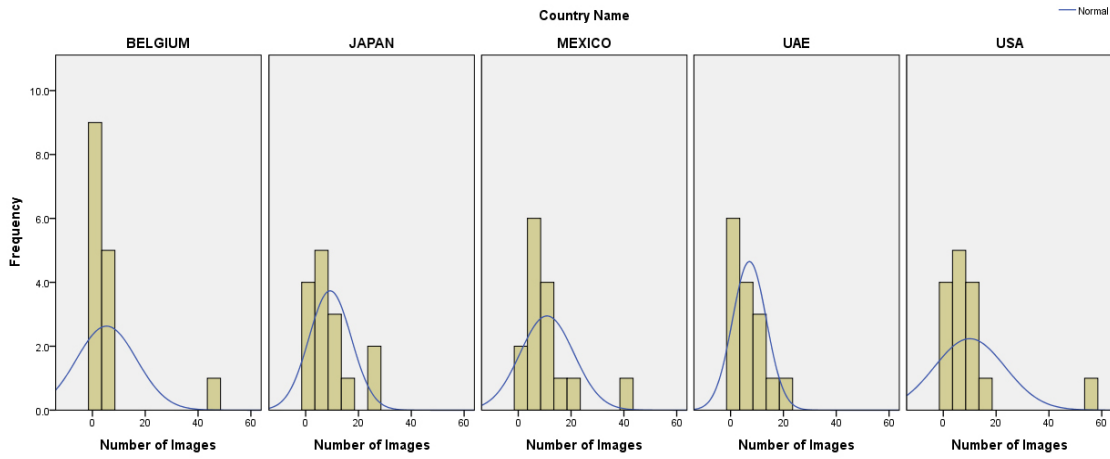 Country Name
Normal
BELGIUM JAPAN MEXICO UAE USA
10.0
8.0
6.0
4.0
2.0
0.0
Frequency
0 20 40 60 0 20 40 60 0 20 40 60 0 20 40 60 0 20 40 60
Number of Images Number of Images Number of Images Number of Images Number of Images